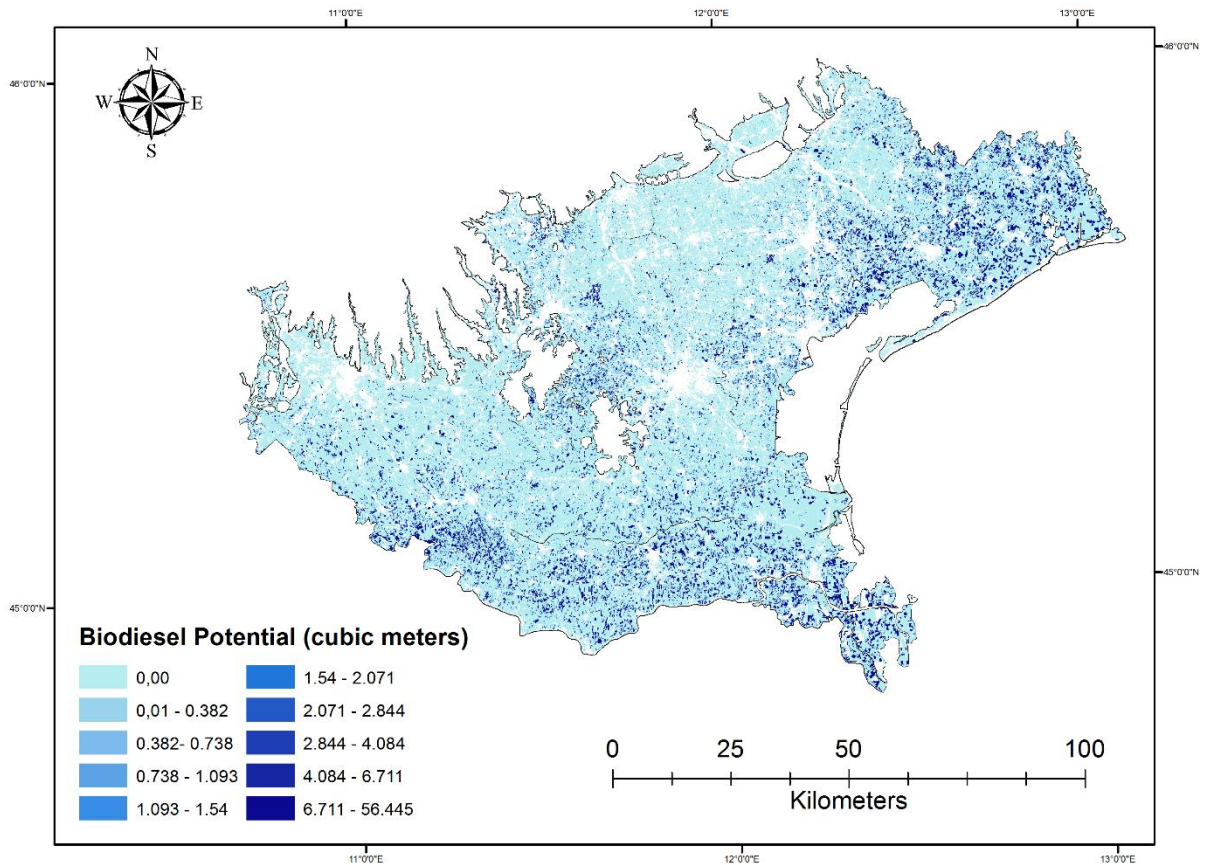 11°0'0"E 12°0'0"E 13°0'0"E
46°0'0"N 46°0'0"N
N
W E
S
45°0'0"N 45°0'0"N
Biodiesel Potential (cubic meters)
0,00 1.54 - 2.071
0,01 - 0.382 2.071 - 2.844
0.382- 0.738 2.844 - 4.084
0.738 - 1.093 4.084 - 6.711
1.093 - 1.54 6.711 - 56.445
0 25 50 100
Kilometers
11°0'0"E 12°0'0"E 13°0'0"E